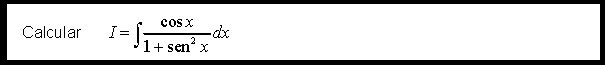 Calcular I = ∫ cos x / (1 + sen² x) dx